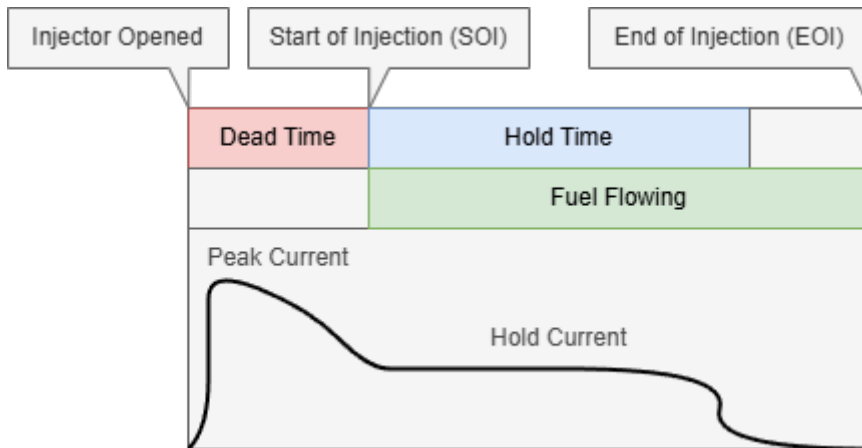 Injector Opened
Start of Injection (SOI)
End of Injection (EOI)
Dead Time
Hold Time
Fuel Flowing
Peak Current
Hold Current